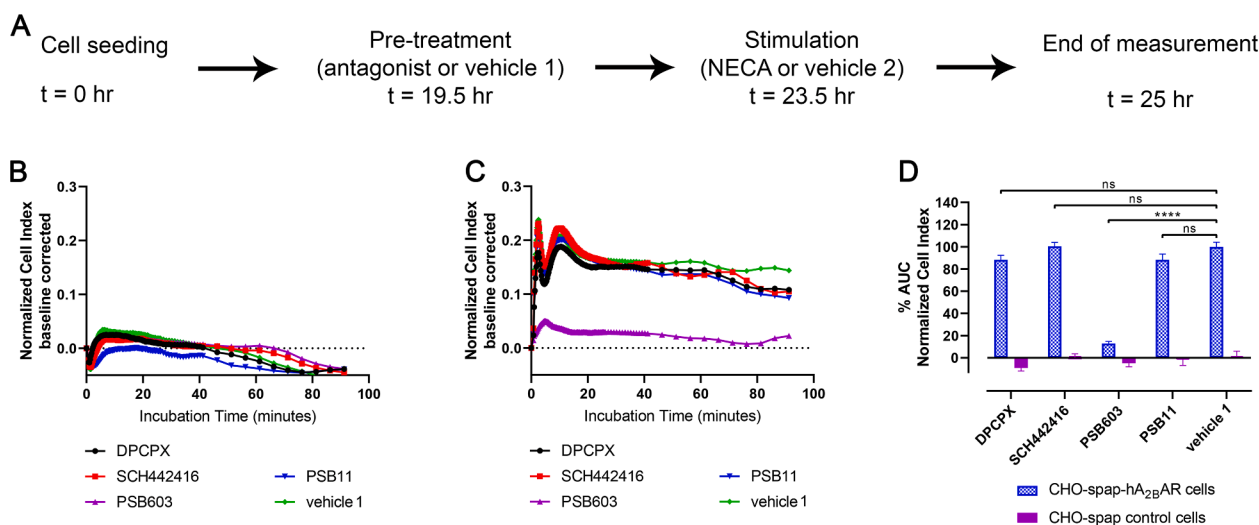 A
Cell seeding
t = 0 hr
Pre-treatment
(antagonist or vehicle 1)
t = 19.5 hr
Stimulation
(NECA or vehicle 2)
t = 23.5 hr
End of measurement
t = 25 hr
B
Normalized Cell Index
baseline corrected
0.3
0.2
0.1
0.0
0
20
40
60
80
100
Incubation Time (minutes)
DPCPX
SCH442416
PSB603
PSB11
vehicle 1
C
Normalized Cell Index
baseline corrected
0.3
0.2
0.1
0.0
0
20
40
60
80
100
Incubation Time (minutes)
DPCPX
SCH442416
PSB603
PSB11
vehicle 1
D
% AUC
Normalized Cell Index
140
120
100
80
60
40
20
0
ns
ns
****
ns
DPCPX
SCH442416
PSB603
PSB11
vehicle 1
CHO-spap-hA2BAR cells
CHO-spap control cells